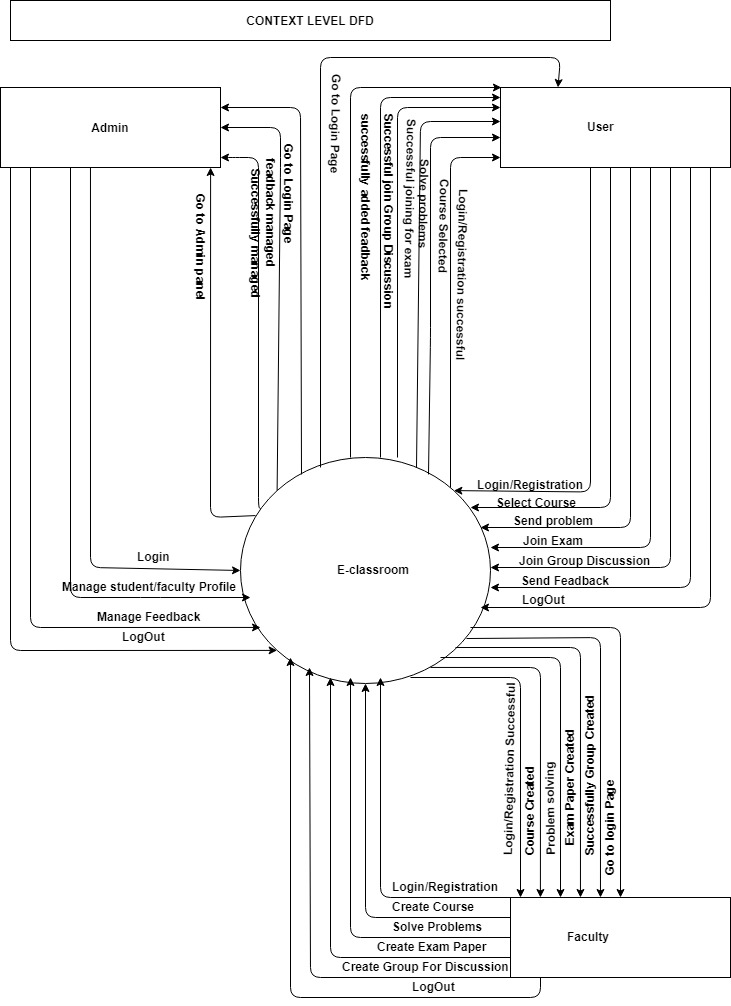 CONTEXT LEVEL DFD
Admin
User
Go to Login Page
successfully added feadback
Successful join Group Discussion
Successful joining for exam
Solve problems
Course Selected
Login/Registration successful
Go to Login Page
feadback managed
Successfully managed
Go to Admin panel
Login/Registration
Select Course
Send problem
Join Exam
Join Group Discussion
Send Feadback
LogOut
E-classroom
Login
Manage student/faculty Profile
Manage Feedback
LogOut
Login/Registration Successful
Course Created
Problem solving
Exam Paper Created
Successfully Group Created
Go to login Page
Login/Registration
Create Course
Solve Problems
Create Exam Paper
Create Group For Discussion
LogOut
Faculty